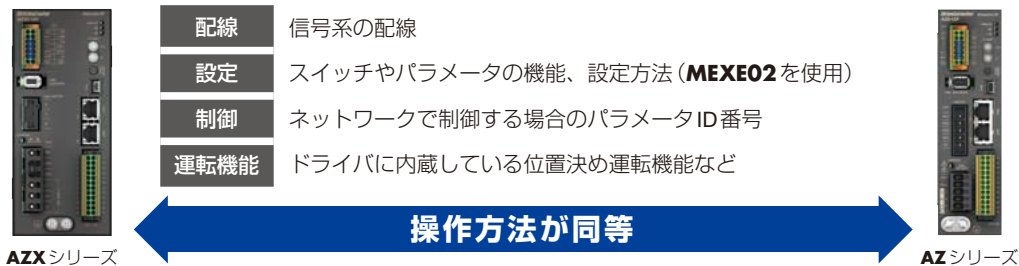 配線 信号系の配線
設定 スイッチやパラメータの機能、設定方法（MEXE02を使用）
制御 ネットワークで制御する場合のパラメータID番号
運転機能 ドライバに内蔵している位置決め運転機能など
操作方法が同等
AZXシリーズ
AZシリーズ